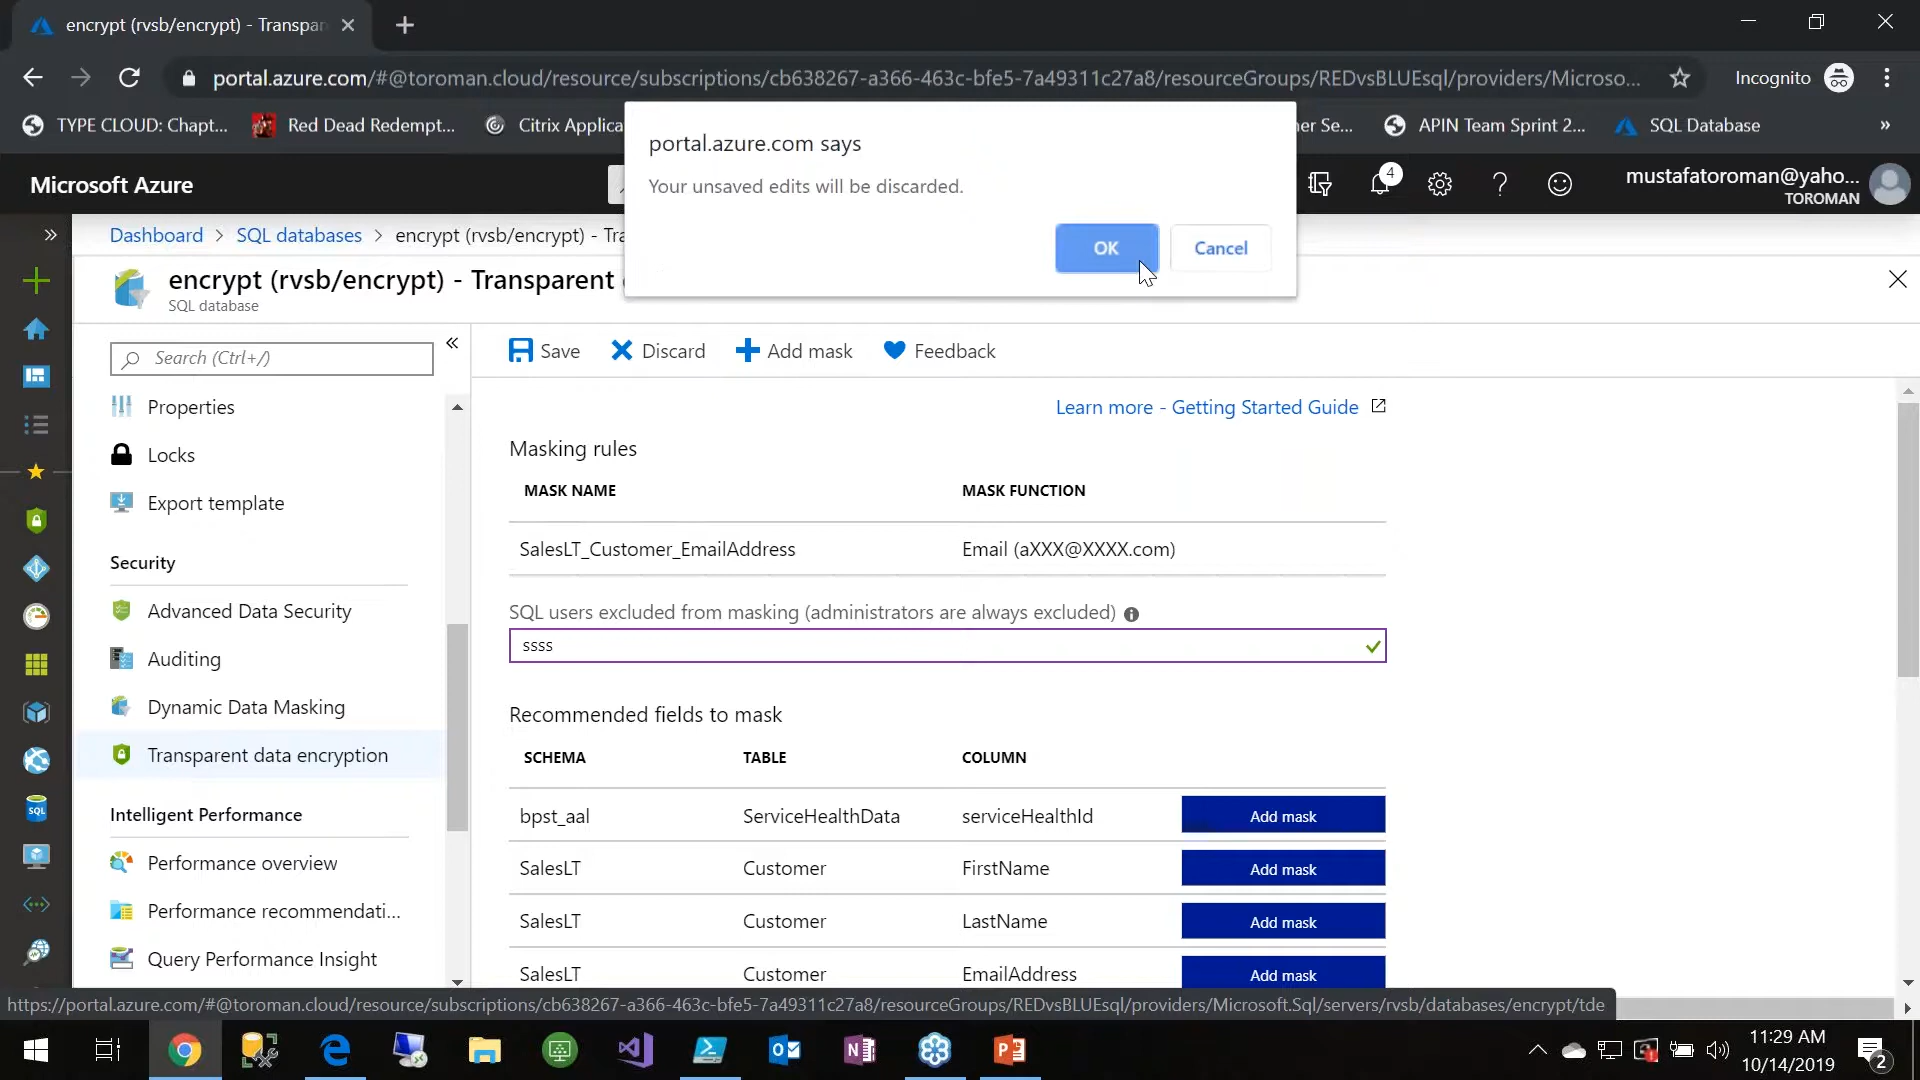 encrypt (rvsb/encrypt) - Transpar
portal.azure.com/#@toroman.cloud/resource/subscriptions/cb638267-a366-463c-bfe5-7a49311c27a8/resourceGroups/REDvsBLUEsql/providers/Microso...
Incognito
TYPE CLOUD: Chapt...
Red Dead Redempt...
Citrix Applica
ner Se...
APIN Team Sprint 2...
SQL Database
»
portal.azure.com says
Your unsaved edits will be discarded.
OK
Cancel
Microsoft Azure
4
mustafatoroman@yaho...
TOROMAN
Dashboard > SQL databases > encrypt (rvsb/encrypt) - Tra
encrypt (rvsb/encrypt) - Transparent
SQL database
Search (Ctrl+/)
Save
Discard
Add mask
Feedback
Properties
Locks
Export template
Security
Advanced Data Security
Auditing
Dynamic Data Masking
Transparent data encryption
Intelligent Performance
Performance overview
Performance recommendati...
Query Performance Insight
Learn more - Getting Started Guide
Masking rules
MASK NAME MASK FUNCTION
SalesLT_Customer_EmailAddress Email (aXXX@XXXX.com)
SQL users excluded from masking (administrators are always excluded)
ssss
Recommended fields to mask
SCHEMA TABLE COLUMN
bpst_aal ServiceHealthData serviceHealthId Add mask
SalesLT Customer FirstName Add mask
SalesLT Customer LastName Add mask
SalesLT Customer EmailAddress Add mask
https://portal.azure.com/#@toroman.cloud/resource/subscriptions/cb638267-a366-463c-bfe5-7a49311c27a8/resourceGroups/REDvsBLUEsql/providers/Microsoft.Sql/servers/rvsb/databases/encrypt/tde
11:29 AM
10/14/2019
2